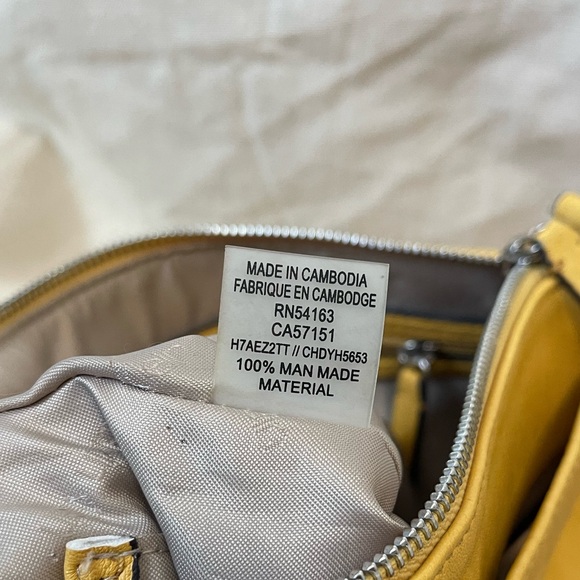 MADE IN CAMBODIA
FABRIQUE EN CAMBODGE
RN54163
CA57151
H7AEZ2TT // CHDYH5653
100% MAN MADE
MATERIAL